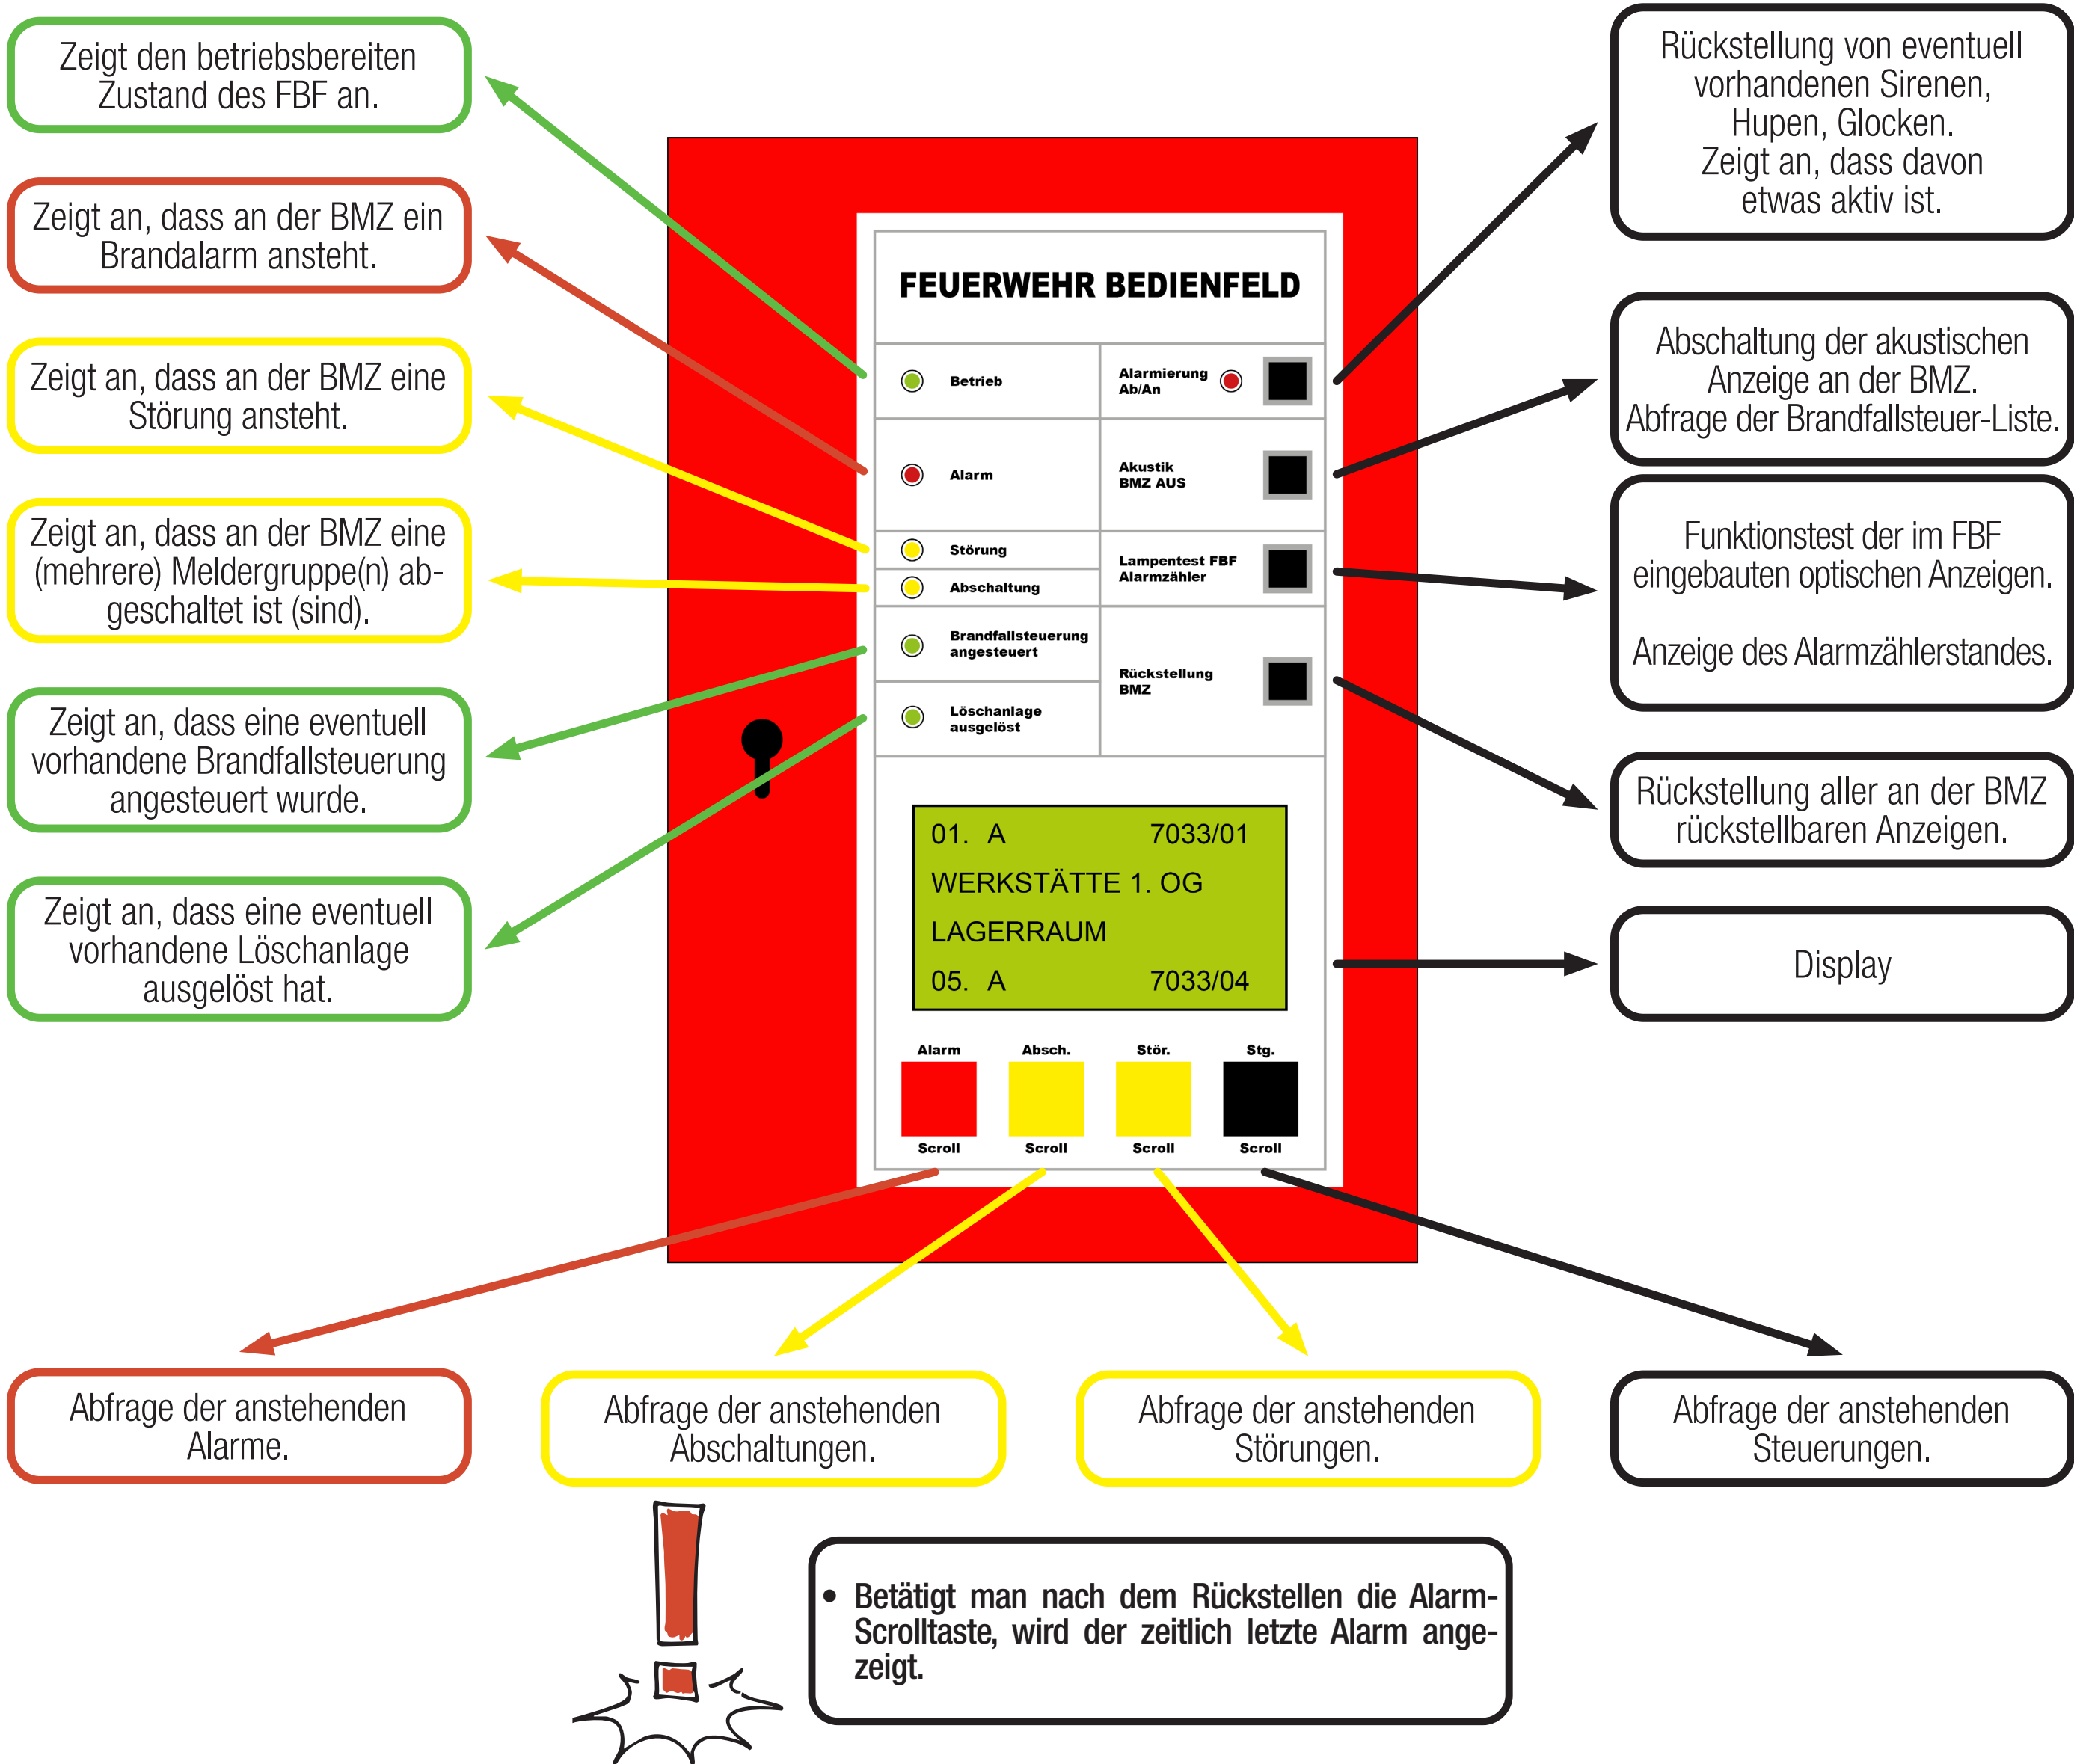 Zeigt den betriebsbereiten
Zustand des FBF an.
Zeigt an, dass an der BMZ ein
Brandalarm ansteht.
Zeigt an, dass an der BMZ eine
Störung ansteht.
Zeigt an, dass an der BMZ eine
(mehrere) Meldergruppe(n) ab-
geschaltet ist (sind).
Zeigt an, dass eine eventuell
vorhandene Brandfallsteuerung
angesteuert wurde.
Zeigt an, dass eine eventuell
vorhandene Löschanlage
ausgelöst hat.
FEUERWEHR BEDIENFELD
Betrieb
Alarm
Störung
Abschaltung
Brandfallsteuerung
angesteuert
Löschanlage
ausgelöst
Alarmierung
Ab/An
Akustik
BMZ AUS
Lampentest FBF
Alarmzähler
Rückstellung
BMZ
01. A 7033/01
WERKSTÄTTE 1. OG
LAGERRAUM
05. A 7033/04
Alarm Absch. Stör. Stg.
Scroll Scroll Scroll Scroll
Rückstellung von eventuell
vorhandenen Sirenen,
Hupen, Glocken.
Zeigt an, dass davon
etwas aktiv ist.
Abschaltung der akustischen
Anzeige an der BMZ.
Abfrage der Brandfallsteuer-Liste.
Funktionstest der im FBF
eingebauten optischen Anzeigen.
Anzeige des Alarmzählerstandes.
Rückstellung aller an der BMZ
rückstellbaren Anzeigen.
Display
Abfrage der anstehenden
Alarme.
Abfrage der anstehenden
Abschaltungen.
Abfrage der anstehenden
Störungen.
Abfrage der anstehenden
Steuerungen.
• Betätigt man nach dem Rückstellen die Alarm-
Scrolltaste, wird der zeitlich letzte Alarm ange-
zeigt.